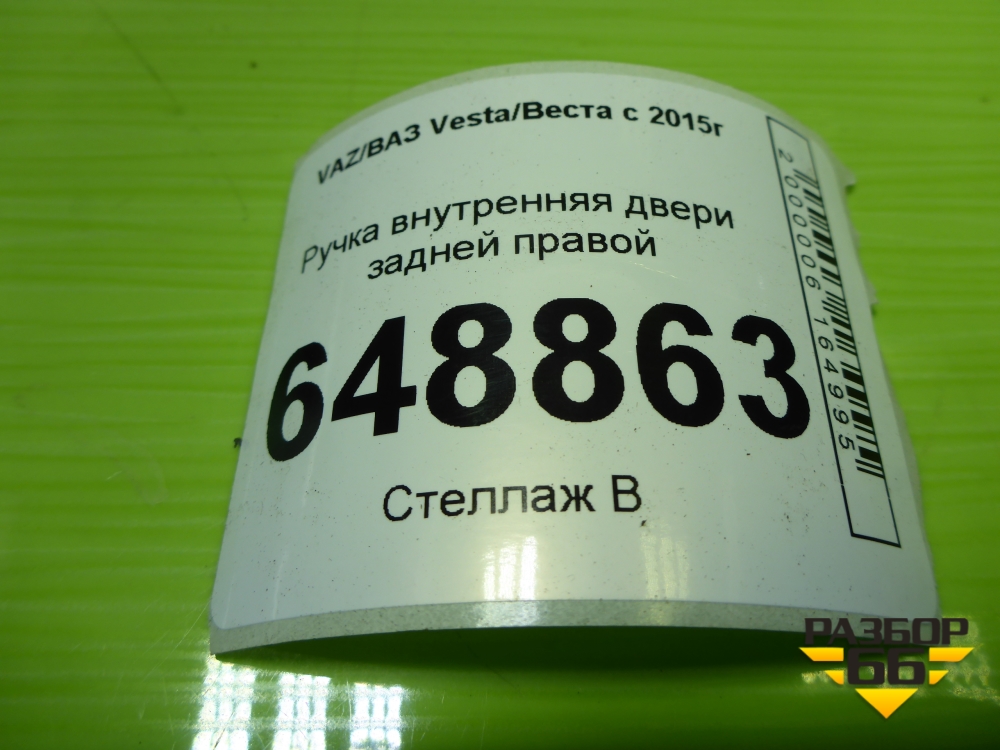 VAZ/ВАЗ Vesta/Веста с 2015г
Ручка внутренняя двери
задней правой
648863
Стеллаж В
2000006164995
РАЗБОР
66